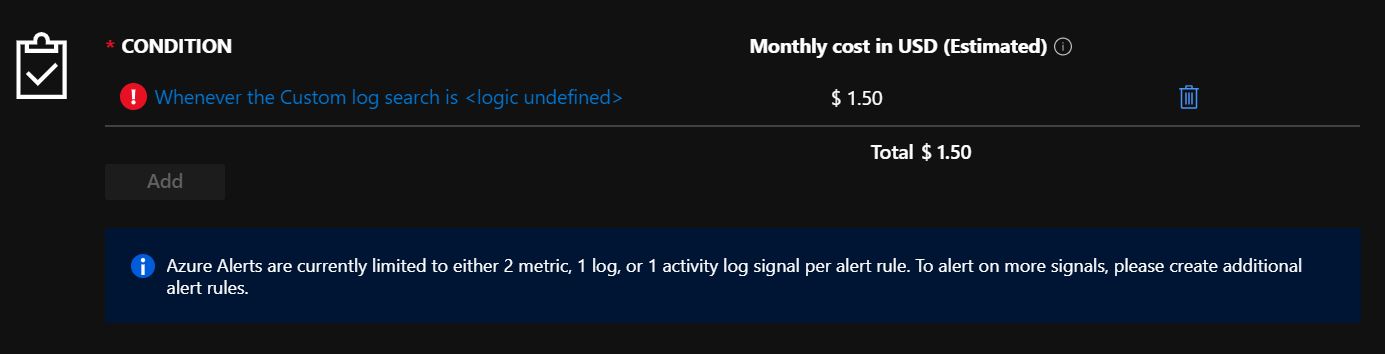 * CONDITION Monthly cost in USD (Estimated)
Whenever the Custom log search is <logic undefined> $ 1.50
Total $ 1.50
Add
Azure Alerts are currently limited to either 2 metric, 1 log, or 1 activity log signal per alert rule. To alert on more signals, please create additional
alert rules.